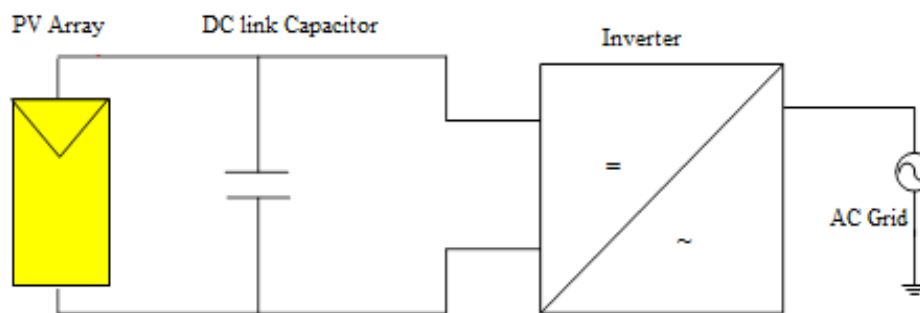 PV Array
DC link Capacitor
Inverter
=
~
AC Grid